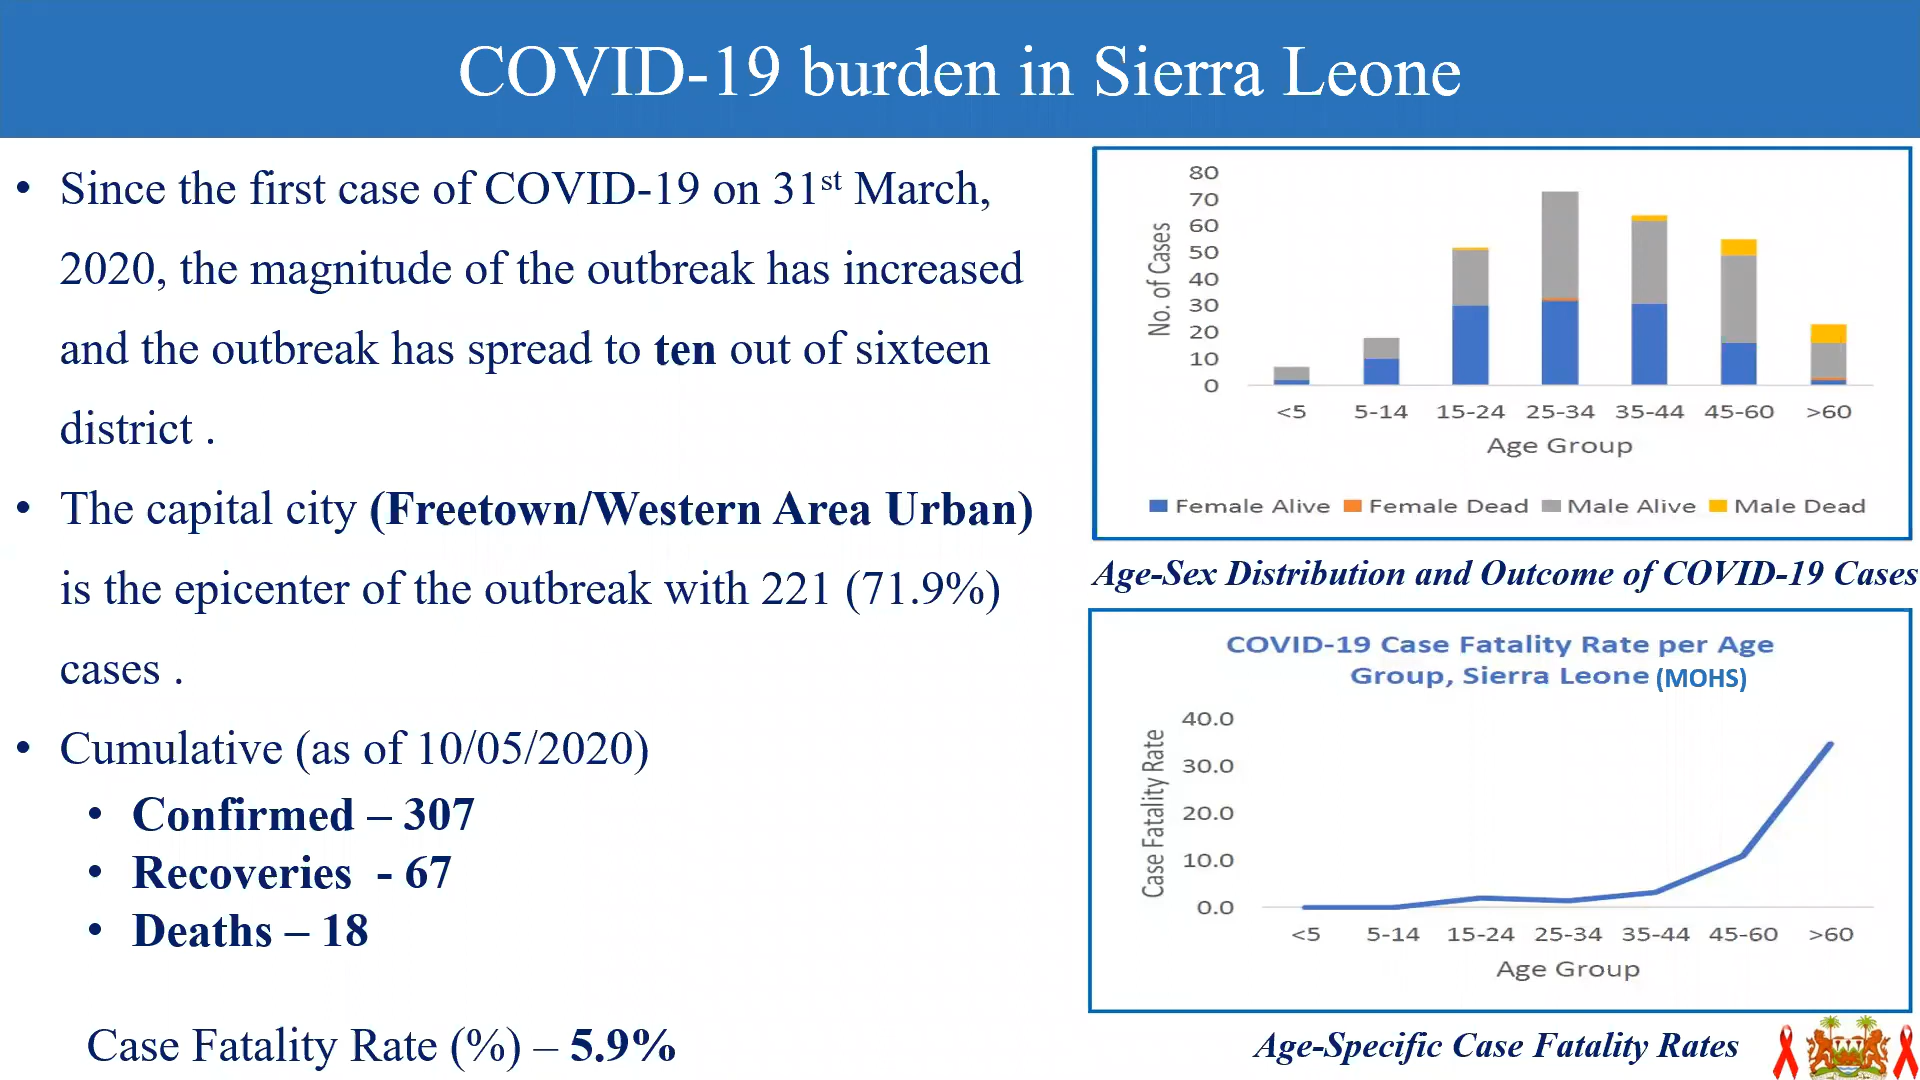 COVID-19 burden in Sierra Leone
• Since the first case of COVID-19 on 31st March,
2020, the magnitude of the outbreak has increased
and the outbreak has spread to ten out of sixteen
district .
• The capital city (Freetown/Western Area Urban)
is the epicenter of the outbreak with 221 (71.9%)
cases .
• Cumulative (as of 10/05/2020)
• Confirmed – 307
• Recoveries - 67
• Deaths – 18
Case Fatality Rate (%) – 5.9%
80
70
60
50
40
30
20
10
0
No. of Cases
<5 5-14 15-24 25-34 35-44 45-60 >60
Age Group
Female Alive Female Dead Male Alive Male Dead
Age-Sex Distribution and Outcome of COVID-19 Cases
COVID-19 Case Fatality Rate per Age
Group, Sierra Leone (MOHS)
40.0
30.0
20.0
10.0
0.0
Case Fatality Rate
<5 5-14 15-24 25-34 35-44 45-60 >60
Age Group
Age-Specific Case Fatality Rates